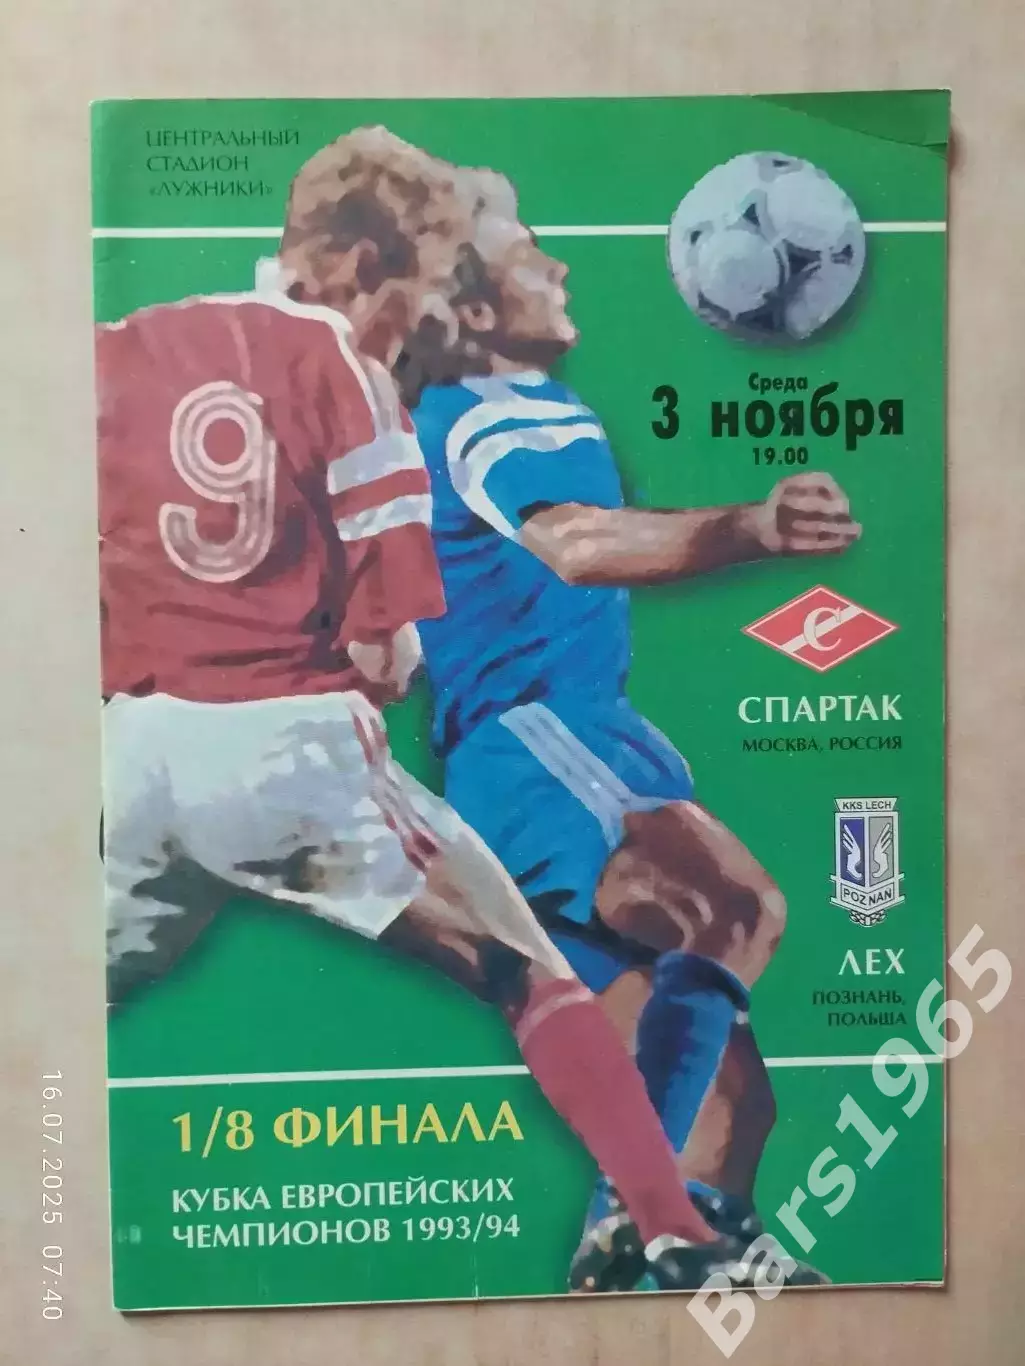 ЦЕНТРАЛЬНЫЙ
СТАДИОН
«ЛУЖНИКИ»
Среда
3 ноября
19.00
9
С
СПАРТАК
МОСКВА, РОССИЯ
KKS LECH
POZNAŃ
ЛЕХ
ПОЗНАНЬ,
ПОЛЬША
1/8 ФИНАЛА
КУБКА ЕВРОПЕЙСКИХ
ЧЕМПИОНОВ 1993/94
16.07.2025 07:40
Bars1965